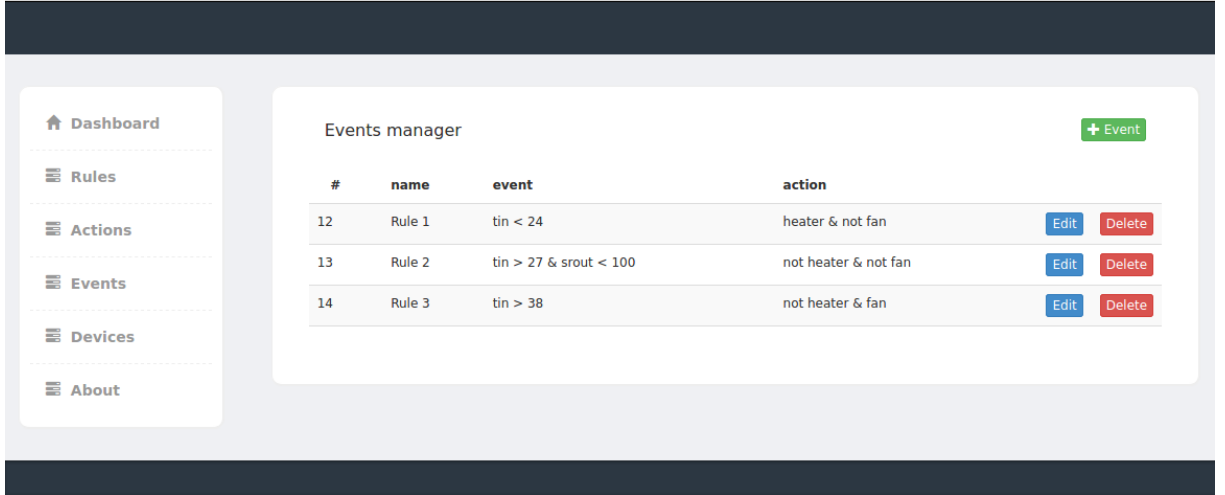 Dashboard
Rules
Actions
Events
Devices
About
Events manager
+ Event
# name event action
12 Rule 1 tin < 24 heater & not fan Edit Delete
13 Rule 2 tin > 27 & srout < 100 not heater & not fan Edit Delete
14 Rule 3 tin > 38 not heater & fan Edit Delete